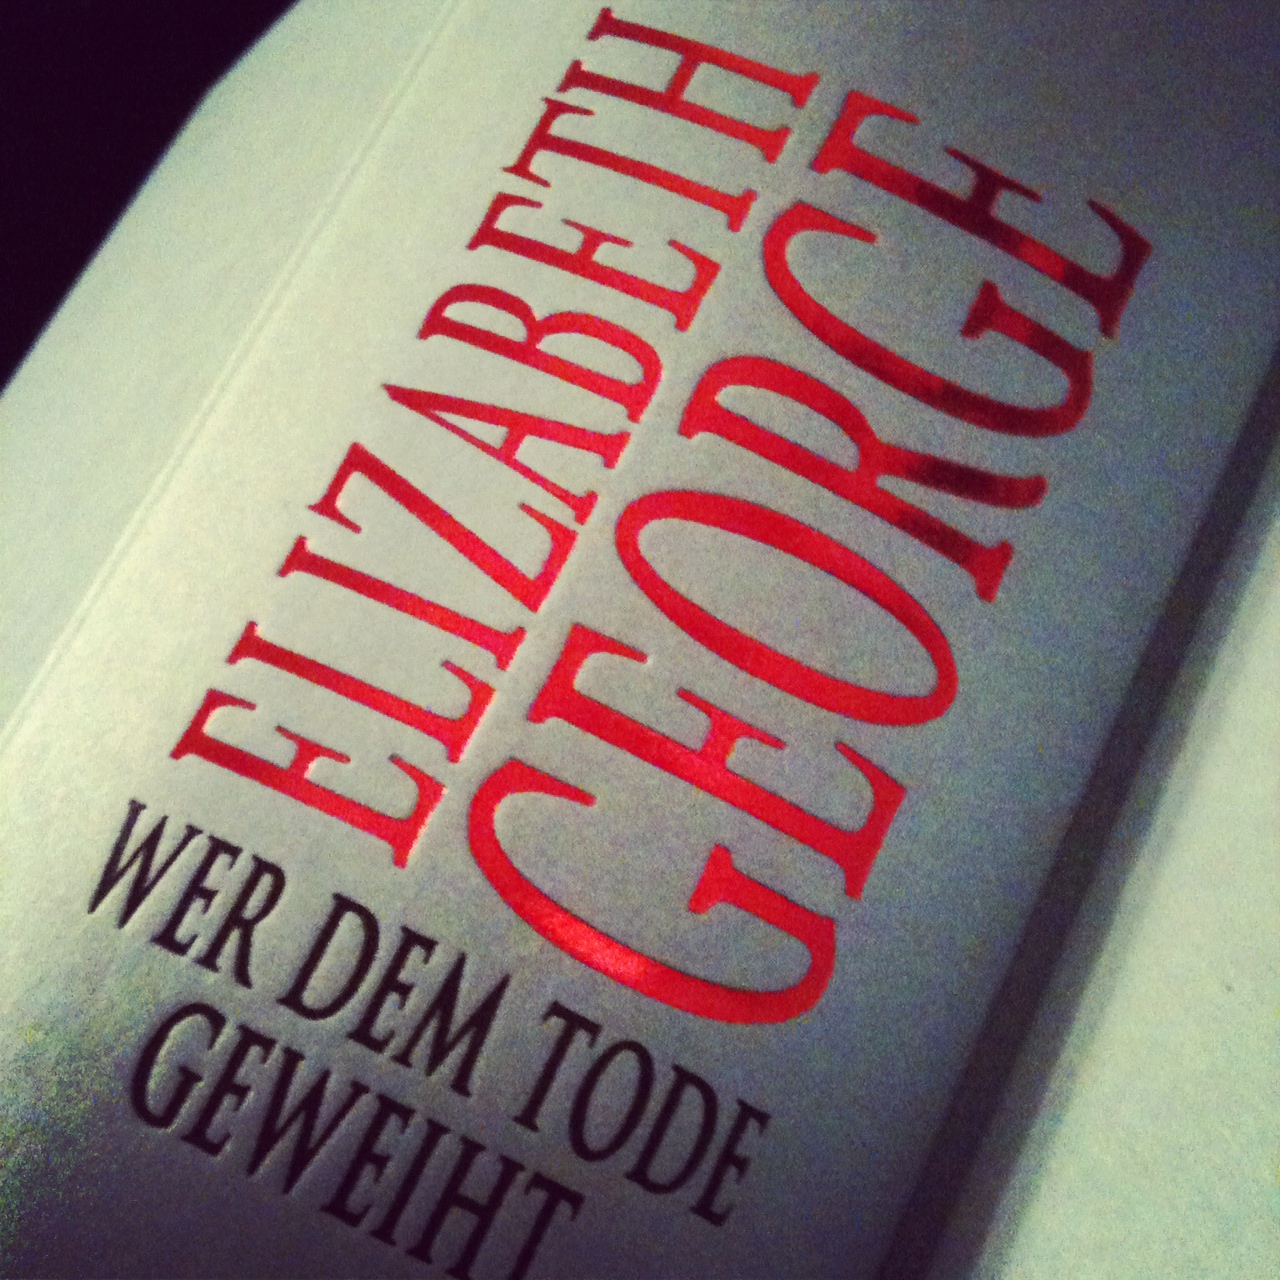 ELIZABETH
GEORGE
WER DEM TODE
GEWEIHT